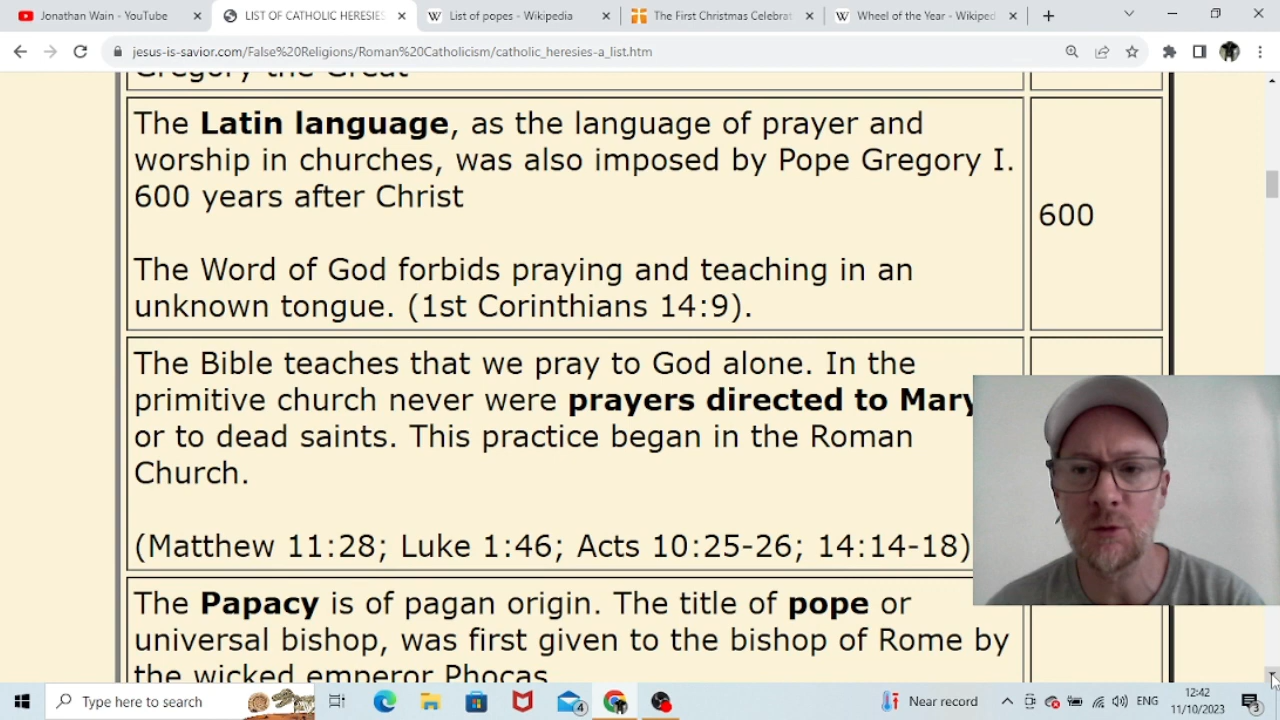 Jonathan Wain - YouTube
LIST OF CATHOLIC HERESIES
List of popes - Wikipedia
The First Christmas Celebrat
Wheel of the Year - Wikiped
jesus-is-savior.com/False%20Religions/Roman%20Catholicism/catholic_heresies-a_list.htm
Gregory the Great
The Latin language, as the language of prayer and
worship in churches, was also imposed by Pope Gregory I.
600 years after Christ
600
The Word of God forbids praying and teaching in an
unknown tongue. (1st Corinthians 14:9).
The Bible teaches that we pray to God alone. In the
primitive church never were prayers directed to Mary
or to dead saints. This practice began in the Roman
Church.
(Matthew 11:28; Luke 1:46; Acts 10:25-26; 14:14-18)
The Papacy is of pagan origin. The title of pope or
universal bishop, was first given to the bishop of Rome by
the wicked emperor Phocas
Type here to search
4
Near record
ENG
12:42
11/10/2023
3